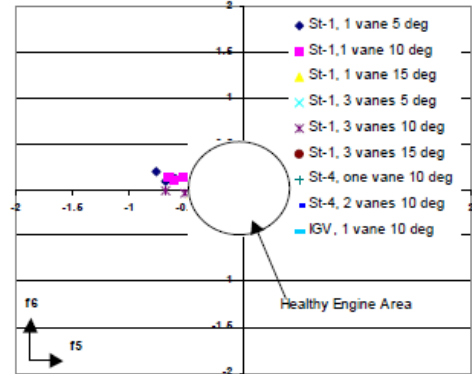 2
St-1, 1 vane 5 deg
St-1,1 vane 10 deg
1.5
St-1, 1 vane 15 deg
St-1, 3 vanes 5 deg
1
St-1, 3 vanes 10 deg
St-1, 3 vanes 15 deg
St-4, one vane 10 deg
-2 -1.5 -1
St-4, 2 vanes 10 deg
2
IGV, 1 vane 10 deg
-1
f6
Healthy Engine Area
-1.5
f5
-2